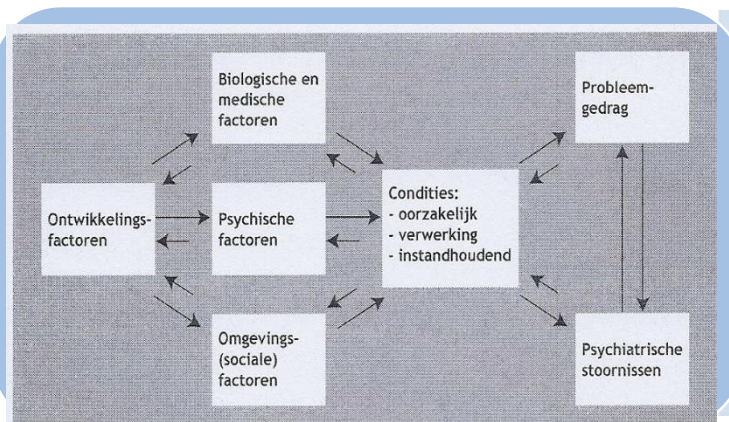 Biologische en
medische
factoren
Probleem-
gedrag
Ontwikkelings-
factoren
Psychische
factoren
Condities:
- oorzakelijk
- verwerking
- instandhoudend
Omgevings-
(sociale)
factoren
Psychiatrische
stoornissen